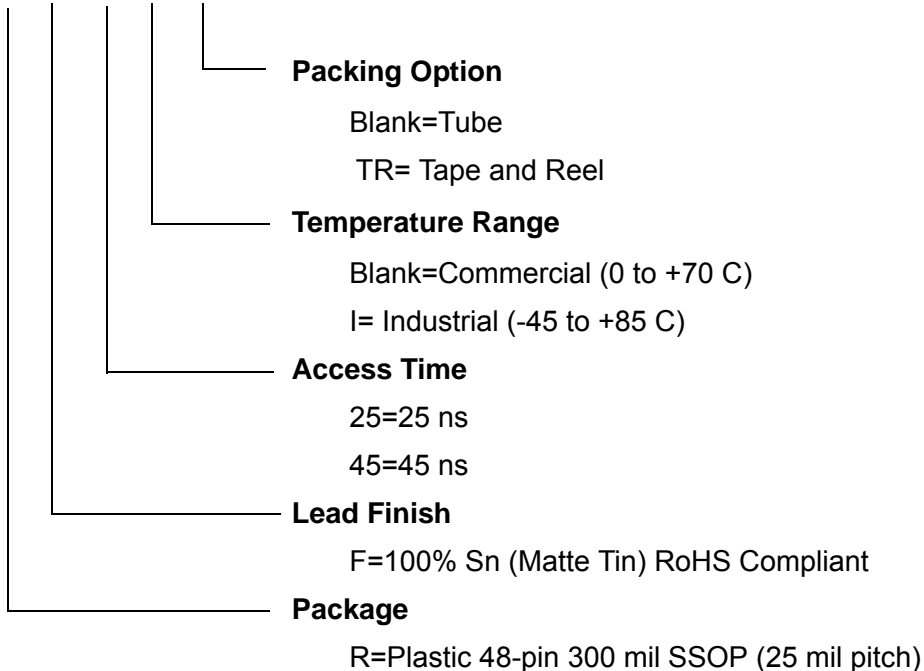 Packing Option
Blank=Tube
TR= Tape and Reel
Temperature Range
Blank=Commercial (0 to +70 C)
I= Industrial (-45 to +85 C)
Access Time
25=25 ns
45=45 ns
Lead Finish
F=100% Sn (Matte Tin) RoHS Compliant
Package
R=Plastic 48-pin 300 mil SSOP (25 mil pitch)